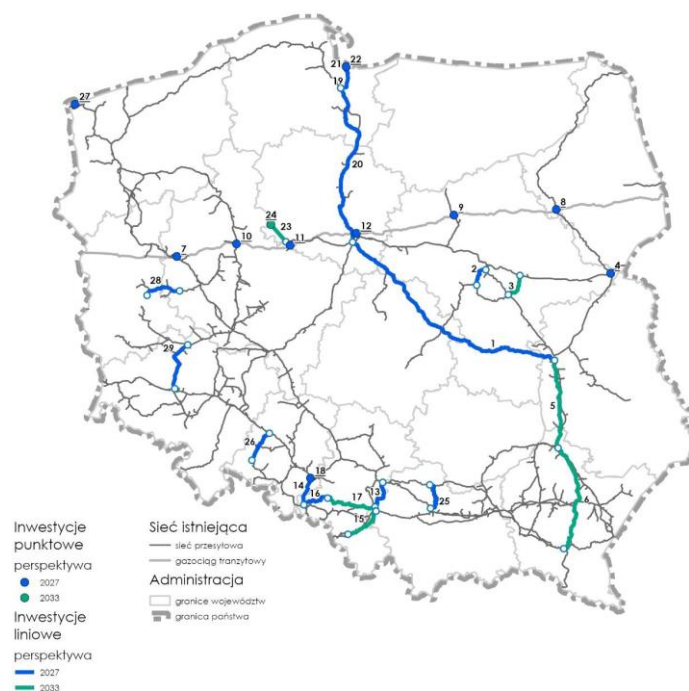 21
22
19
27
20
24
23
8
9
12
7
10
11
4
28
2
3
29
1
5
26
18
14
16
17
13
25
15
6
Inwestycje
punktowe
perspektywa
2027
2033
Inwestycje
liniowe
perspektywa
2027
2033
Sieć istniejąca
sieć przesyłowa
gazociąg tranzytowy
Administracja
granice województw
granica państwa